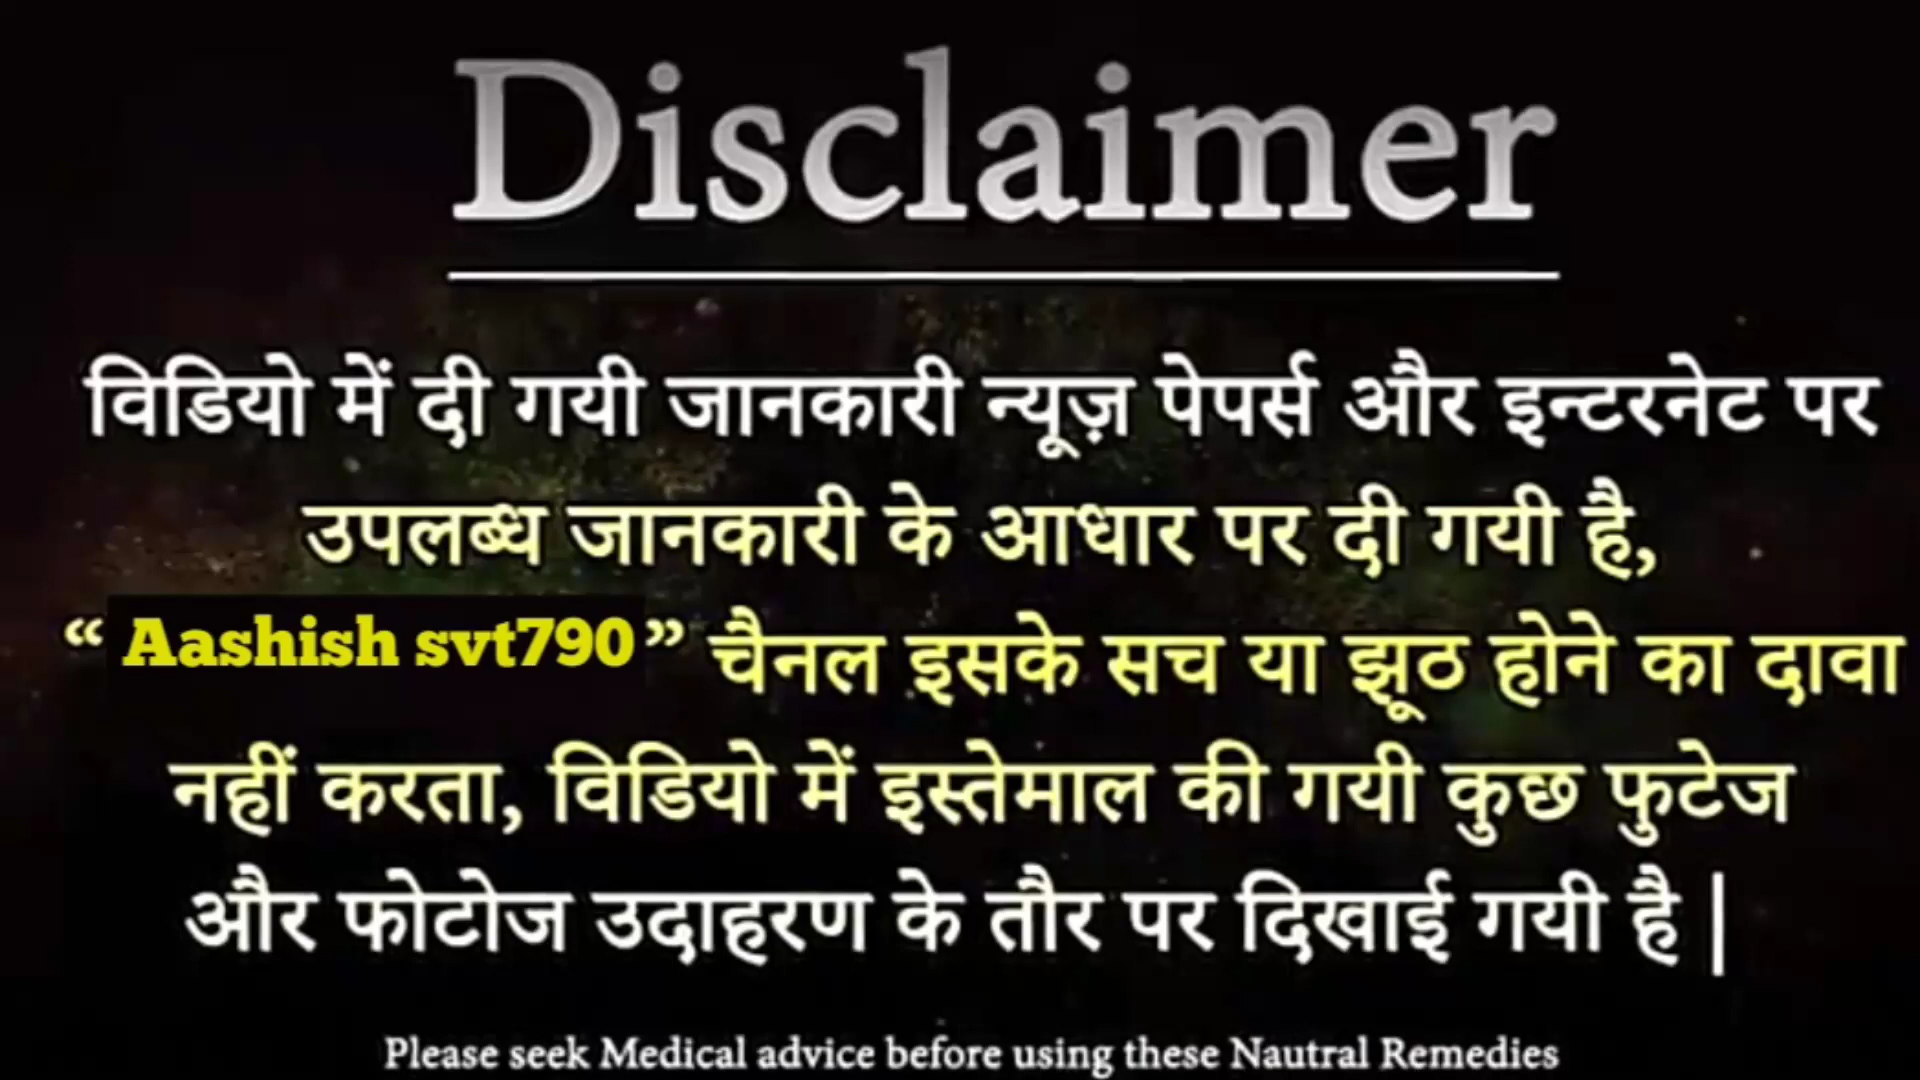 Disclaimer
विडियो में दी गयी जानकारी न्यूज़ पेपर्स और इन्टरनेट पर
उपलब्ध जानकारी के आधार पर दी गयी है,
“ Aashish svt790 ” चैनल इसके सच या झूठ होने का दावा
नहीं करता, विडियो में इस्तेमाल की गयी कुछ फुटेज
और फोटोज उदाहरण के तौर पर दिखाई गयी है |
Please seek Medical advice before using these Nautral Remedies